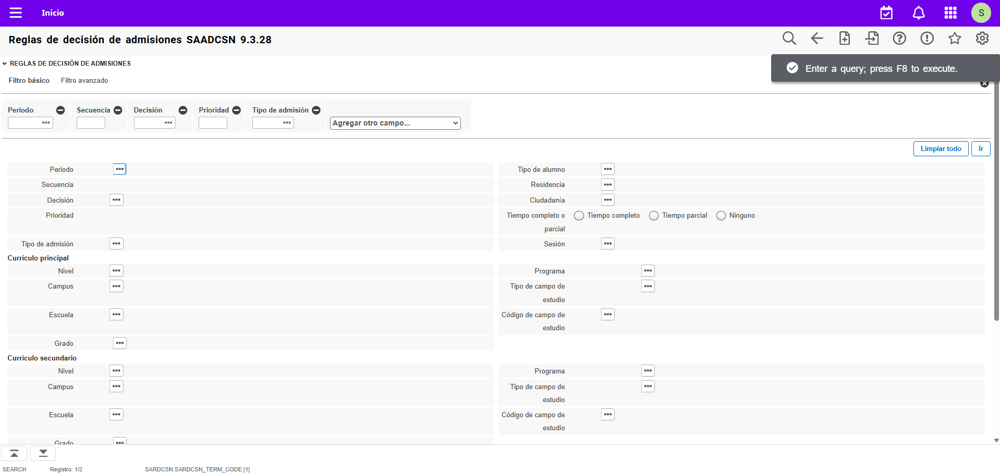 Inicio
S
Reglas de decisión de admisiones SAADCSN 9.3.28
REGLAS DE DECISIÓN DE ADMISIONES
Enter a query; press F8 to execute.
Filtro básico Filtro avanzado
Periodo Secuencia Decisión Prioridad Tipo de admisión
Agregar otro campo...
Limpiar todo Ir
Periodo Tipo de alumno
Secuencia Residencia
Decisión Ciudadanía
Prioridad Tiempo completo o Tiempo completo Tiempo parcial Ninguno
parcial
Tipo de admisión Sesión
Currículo principal
Nivel Programa
Campus Tipo de campo de
estudio
Escuela Código de campo de
estudio
Grado
Currículo secundario
Nivel Programa
Campus Tipo de campo de
estudio
Escuela Código de campo de
estudio
Grado
SEARCH Registro: 1/2 SARDCSN.SARDCSN_TERM_CODE [1]